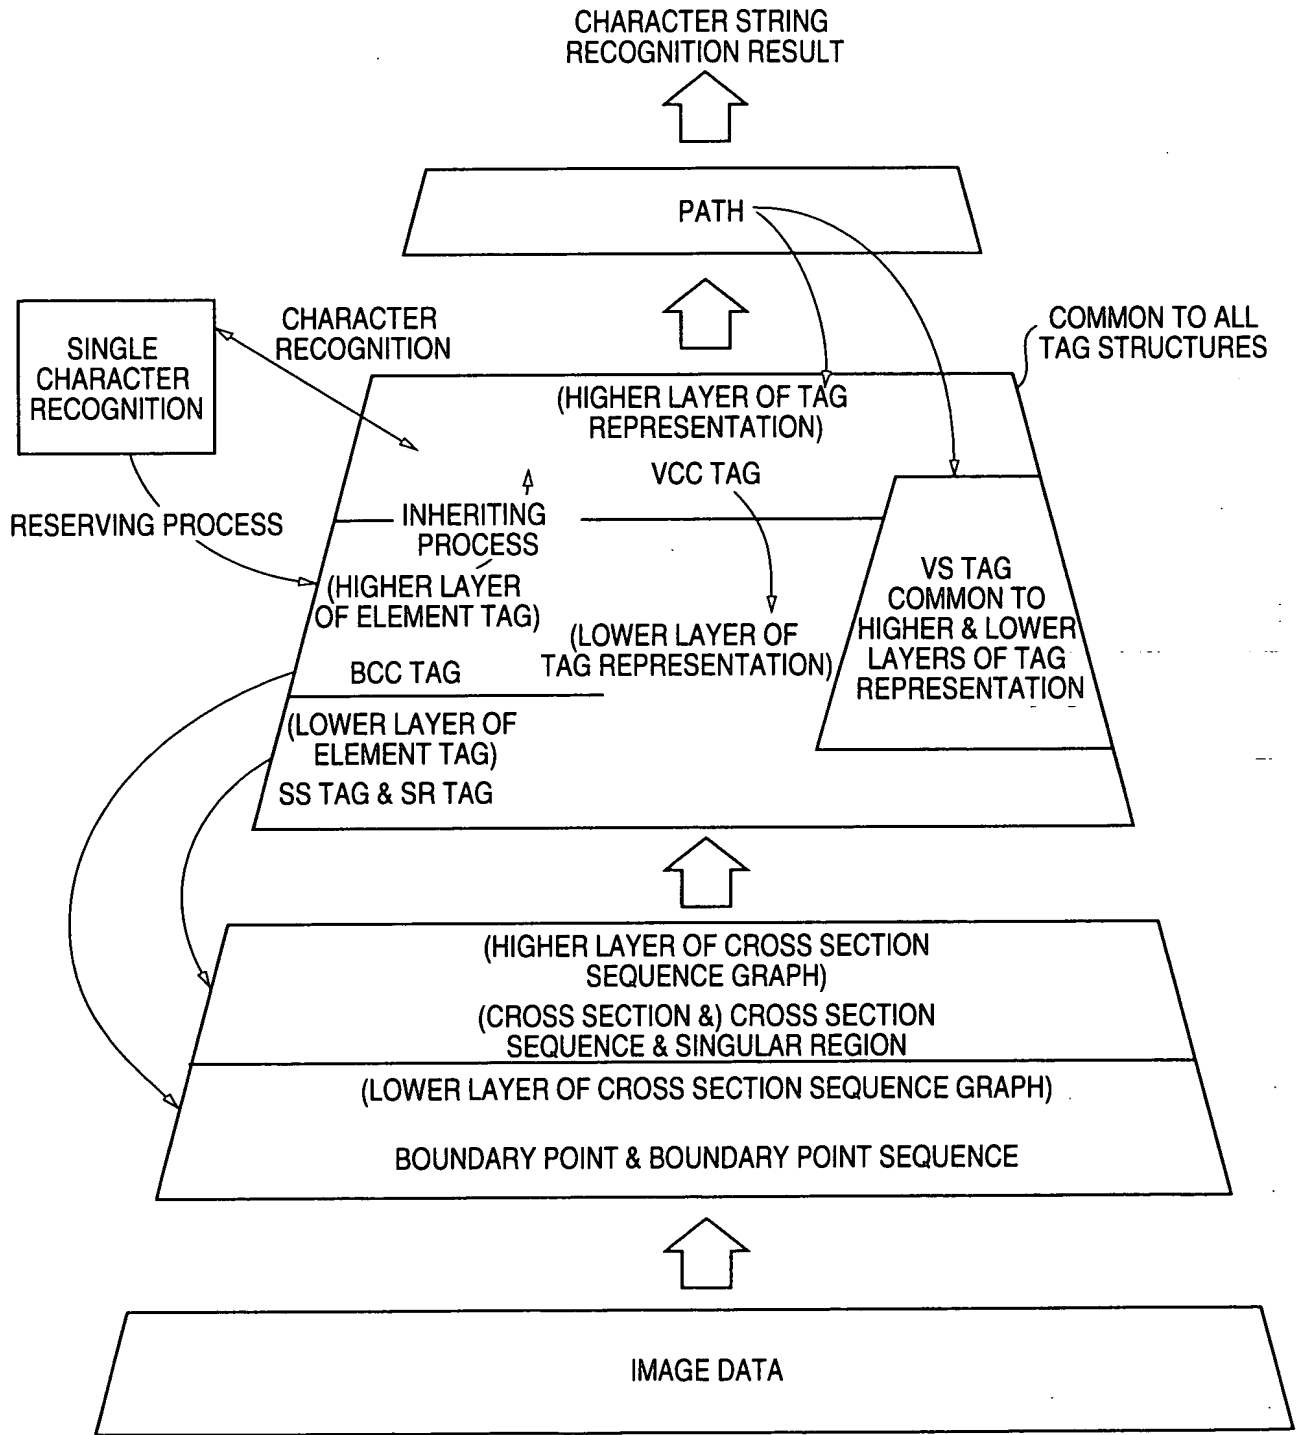 CHARACTER STRING
RECOGNITION RESULT
PATH
SINGLE
CHARACTER
RECOGNITION
CHARACTER
RECOGNITION
COMMON TO ALL
TAG STRUCTURES
(HIGHER LAYER OF TAG
REPRESENTATION)
VCC TAG
RESERVING PROCESS
INHERITING
PROCESS
(HIGHER LAYER
OF ELEMENT TAG)
BCC TAG
(LOWER LAYER OF
TAG REPRESENTATION)
VS TAG
COMMON TO
HIGHER & LOWER
LAYERS OF TAG
REPRESENTATION
(LOWER LAYER OF
ELEMENT TAG)
SS TAG & SR TAG
(HIGHER LAYER OF CROSS SECTION
SEQUENCE GRAPH)
(CROSS SECTION &) CROSS SECTION
SEQUENCE & SINGULAR REGION
(LOWER LAYER OF CROSS SECTION SEQUENCE GRAPH)
BOUNDARY POINT & BOUNDARY POINT SEQUENCE
IMAGE DATA